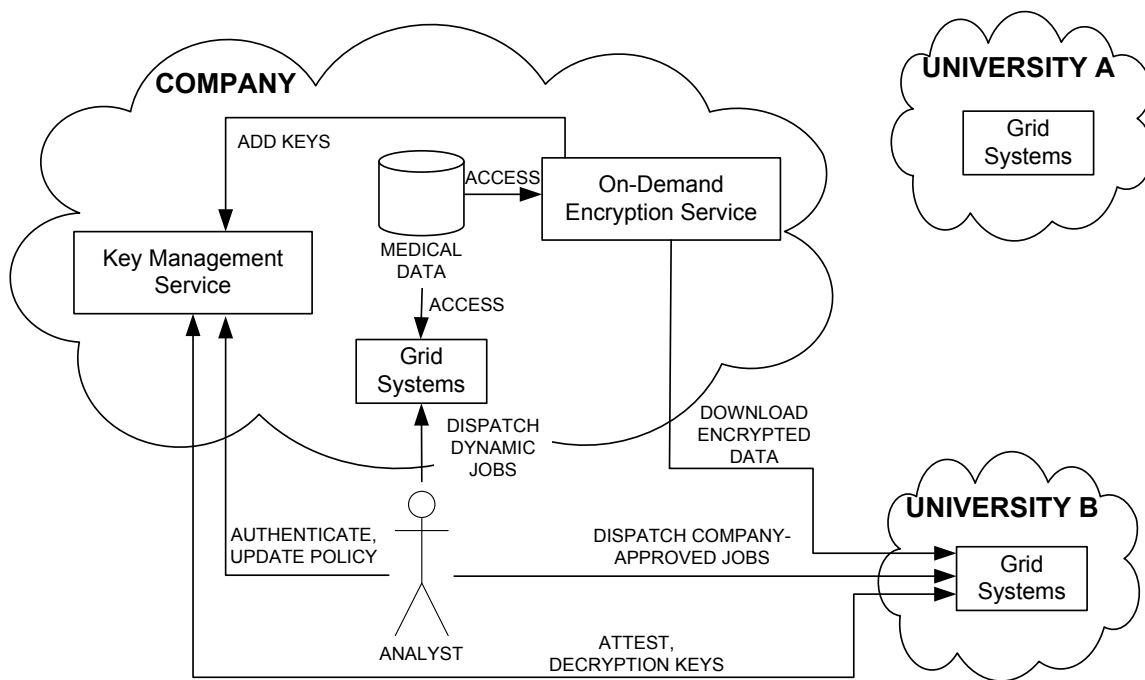 COMPANY
UNIVERSITY A
Grid
Systems
ADD KEYS
ACCESS
On-Demand
Encryption Service
Key Management
Service
MEDICAL
DATA
ACCESS
Grid
Systems
DISPATCH
DYNAMIC
JOBS
DOWNLOAD
ENCRYPTED
DATA
UNIVERSITY B
AUTHENTICATE,
UPDATE POLICY
DISPATCH COMPANY-
APPROVED JOBS
Grid
Systems
ANALYST
ATTEST,
DECRYPTION KEYS